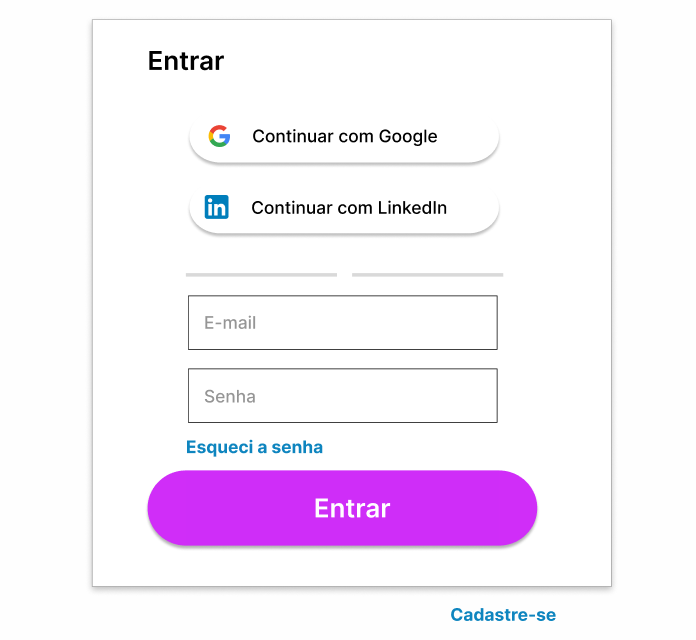 Entrar
Continuar com Google
in
Continuar com LinkedIn
E-mail
Senha
Esqueci a senha
Entrar
Cadastre-se